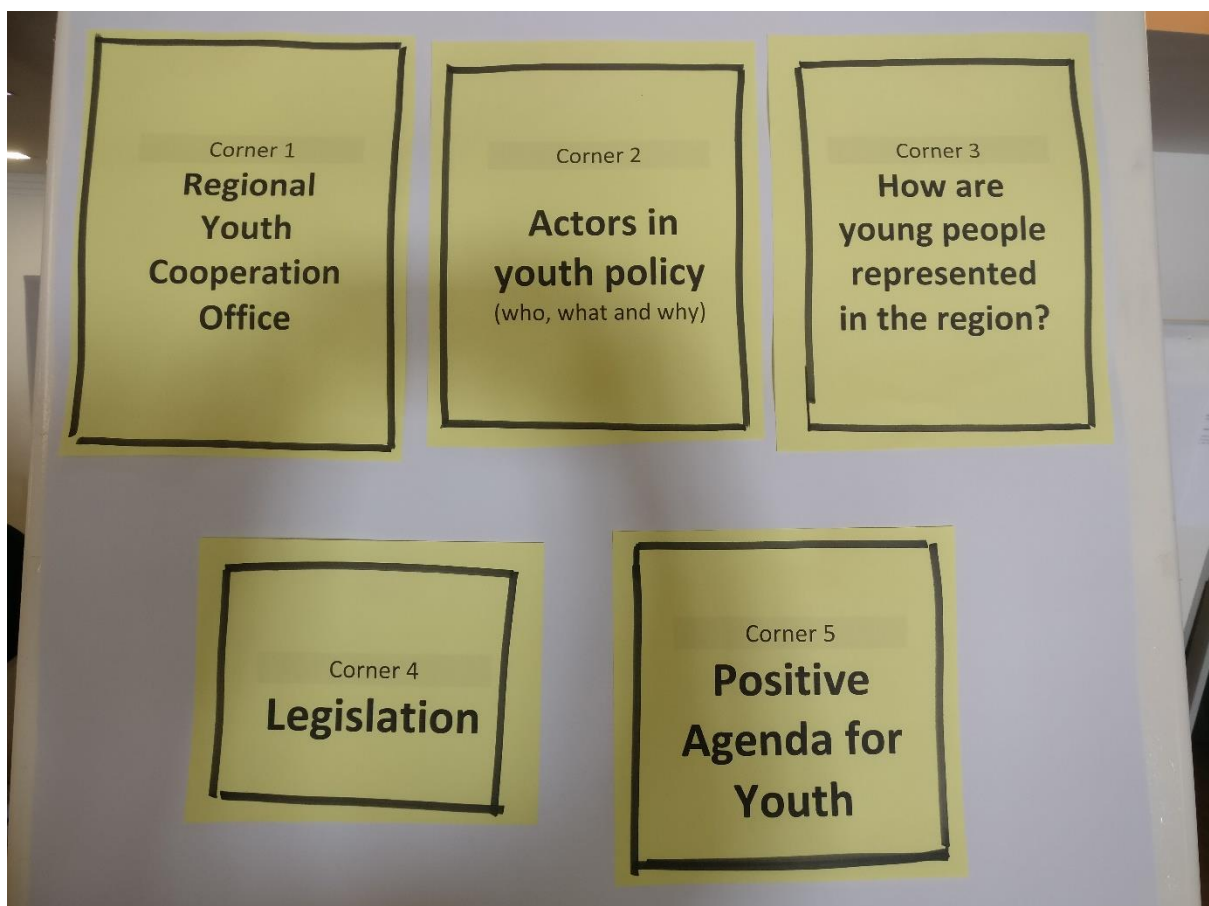 Corner 1
Regional
Youth
Cooperation
Office
Corner 2
Actors in
youth policy
(who, what and why)
Corner 3
How are
young people
represented
in the region?
Corner 4
Legislation
Corner 5
Positive
Agenda for
Youth